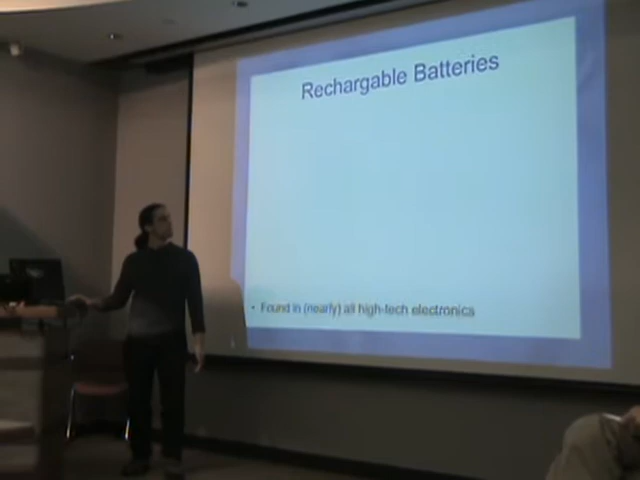 Rechargable Batteries
• Found in (nearly) all high-tech electronics